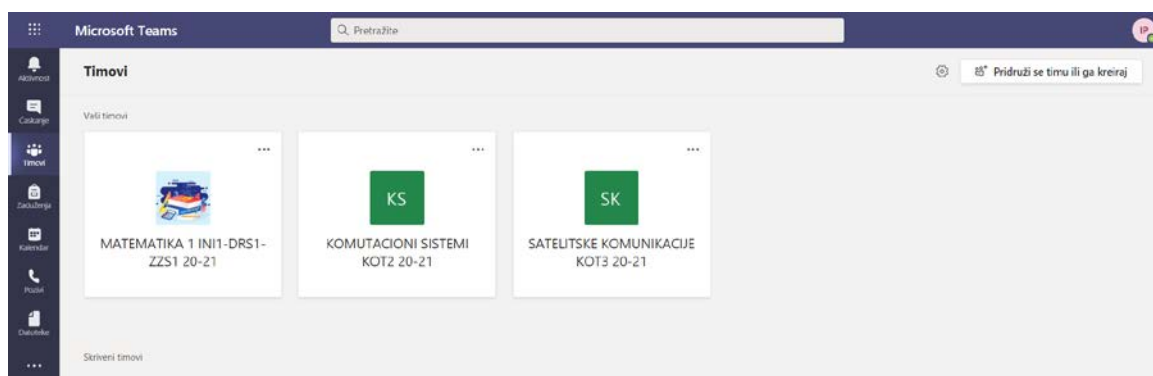 Microsoft Teams
Pretražite
IP
Aktivnost
Timovi
Pridruži se timu ili ga kreiraj
Ćaskanje
Vaši timovi
Timovi
KS
SK
Zaduženja
MATEMATIKA 1 INI1-DRS1-
ZZS1 20-21
KOMUTACIONI SISTEMI
KOT2 20-21
SATELITSKE KOMUNIKACIJE
KOT3 20-21
Kalendar
Pozivi
Datoteke
Skriveni timovi